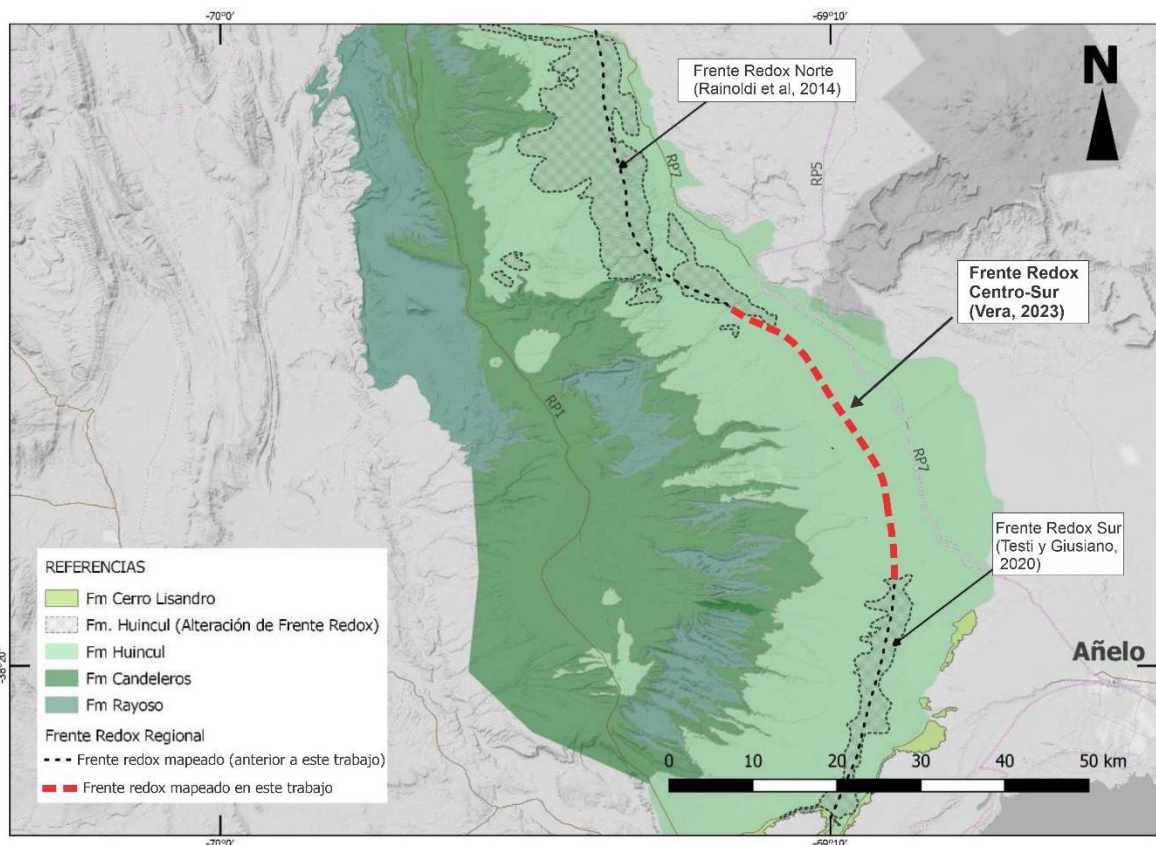 -70°0'
-69°10'
N
Frente Redox Norte
(Rainoldi et al, 2014)
RP7
RP5
Frente Redox
Centro-Sur
(Vera, 2023)
RP1
RP7
Frente Redox Sur
(Testi y Giusiano,
2020)
REFERENCIAS
Fm Cerro Lisandro
Fm. Huincul (Alteración de Frente Redox)
Fm Huincul
Fm Candeleros
Fm Rayoso
Frente Redox Regional
Frente redox mapeado (anterior a este trabajo)
Frente redox mapeado en este trabajo
-38°20'
Añelo
0 10 20 30 40 50 km
-70°0'
-69°10'